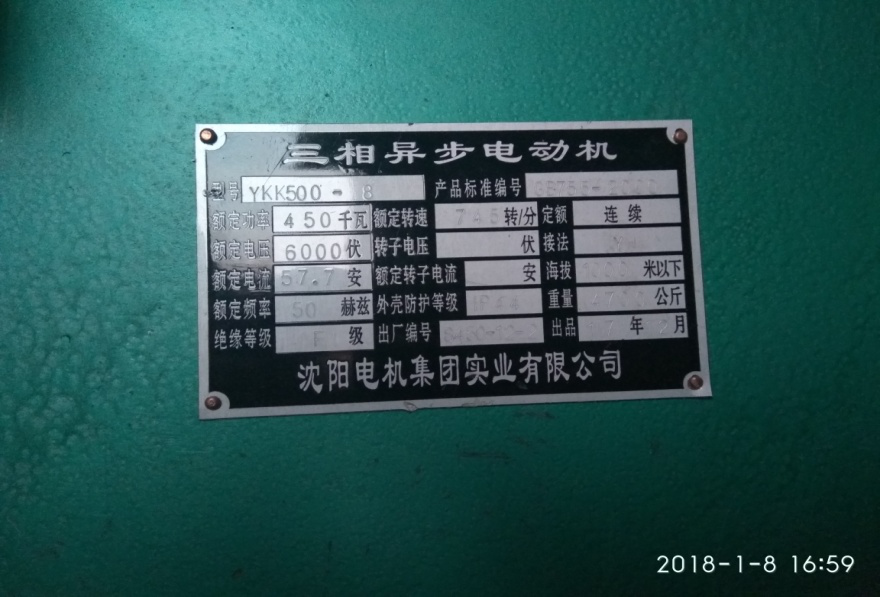 三相异步电动机
型号 YKK500-8 产品标准编号 GB755-2000
额定功率 450 千瓦 额定转速 745 转/分 定额 连续
额定电压 6000 伏 转子电压 伏 接法
额定电流 57.7 安 额定转子电流 安 海拔 1000 米以下
额定频率 50 赫兹 外壳防护等级 IP44 重量 公斤
绝缘等级 F 级 出厂编号 出品 年 月
沈阳电机集团实业有限公司
2018-1-8 16:59